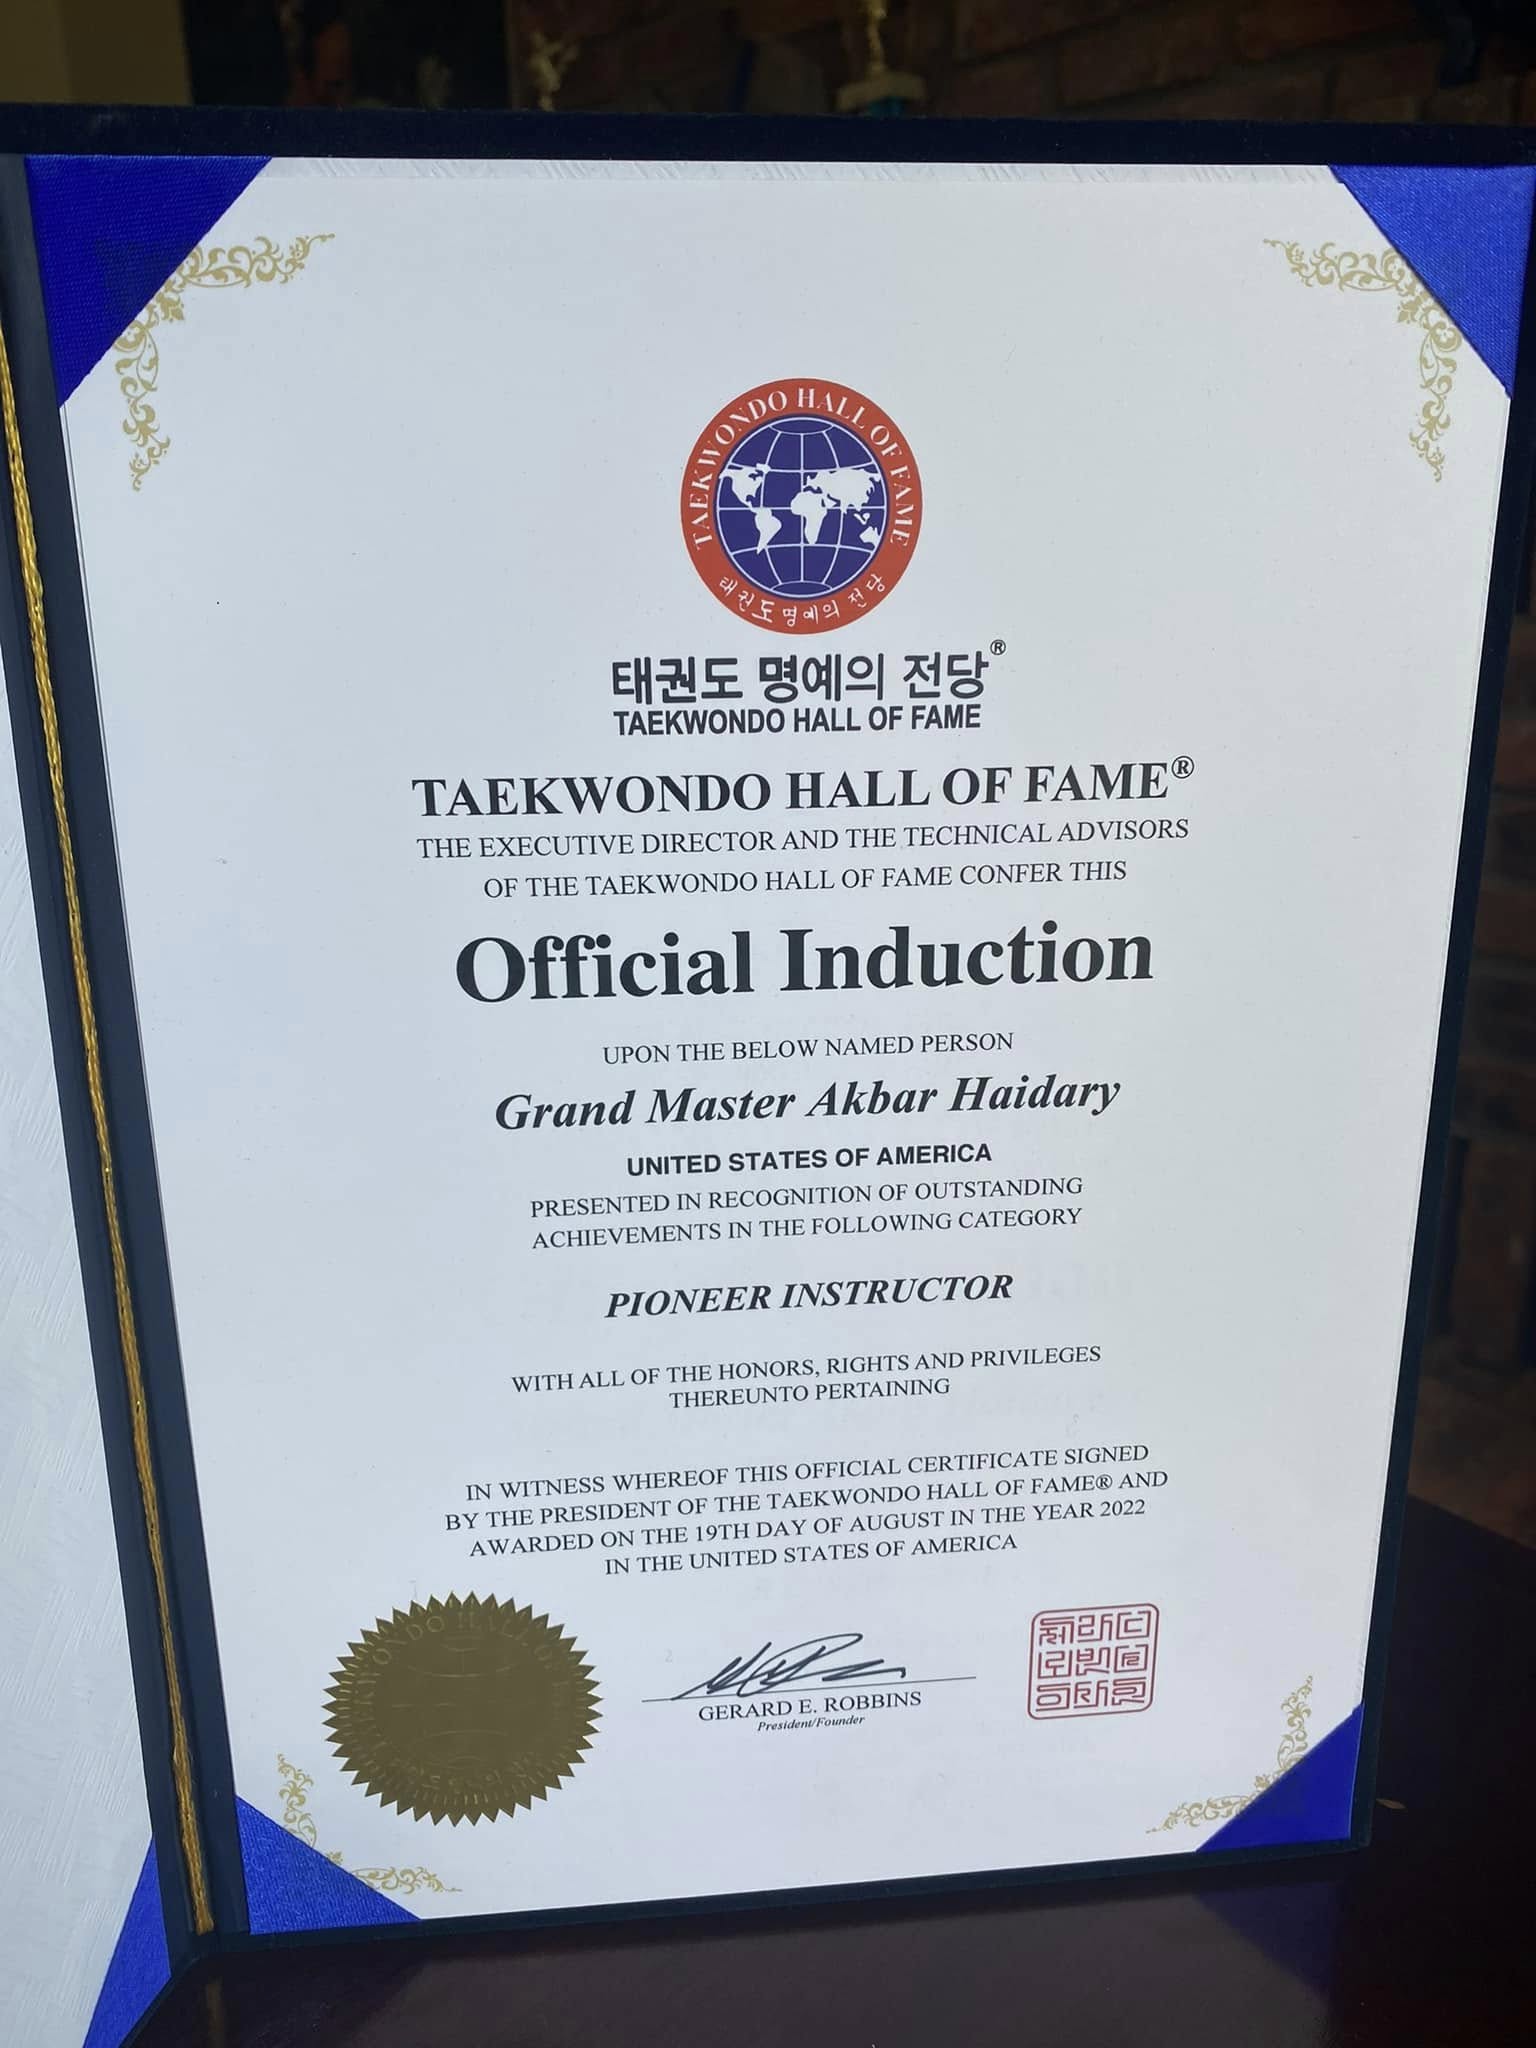 TAEKWONDO HALL OF FAME
태권도 명예의 전당
태권도 명예의 전당®
TAEKWONDO HALL OF FAME
TAEKWONDO HALL OF FAME®
THE EXECUTIVE DIRECTOR AND THE TECHNICAL ADVISORS
OF THE TAEKWONDO HALL OF FAME CONFER THIS
Official Induction
UPON THE BELOW NAMED PERSON
Grand Master Akbar Haidary
UNITED STATES OF AMERICA
PRESENTED IN RECOGNITION OF OUTSTANDING
ACHIEVEMENTS IN THE FOLLOWING CATEGORY
PIONEER INSTRUCTOR
WITH ALL OF THE HONORS, RIGHTS AND PRIVILEGES
THEREUNTO PERTAINING
IN WITNESS WHEREOF THIS OFFICIAL CERTIFICATE SIGNED
BY THE PRESIDENT OF THE TAEKWONDO HALL OF FAME® AND
AWARDED ON THE 19TH DAY OF AUGUST IN THE YEAR 2022
IN THE UNITED STATES OF AMERICA
TAEKWONDO HALL OF
GERARD E. ROBBINS
President/Founder